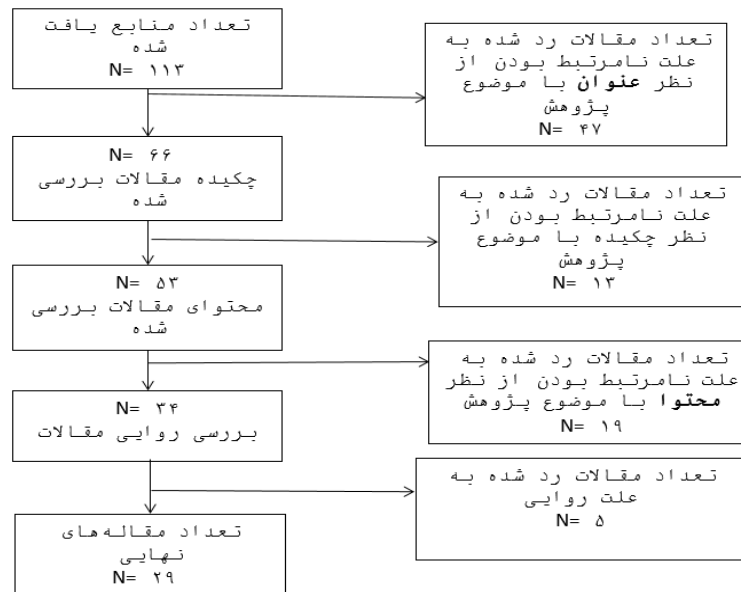 تعداد منابع یافت
شده
N= ۱۱۳
تعداد مقالات رد شده به
علت نامرتبط بودن از
نظر عنوان با موضوع
پژوهش
N= ۴۷
N= ۶۶
چکیده مقالات بررسی
شده
تعداد مقالات رد شده به
علت نامرتبط بودن از
نظر چکیده با موضوع
پژوهش
N= ۱۳
N= ۵۳
محتوای مقالات بررسی
شده
تعداد مقالات رد شده به
علت نامرتبط بودن از نظر
محتوا با موضوع پژوهش
N= ۱۹
N= ۳۴
بررسی روایی مقالات
تعداد مقالات رد شده به
علت روایی
N= ۵
تعداد مقاله‌های
نهایی
N= ۲۹